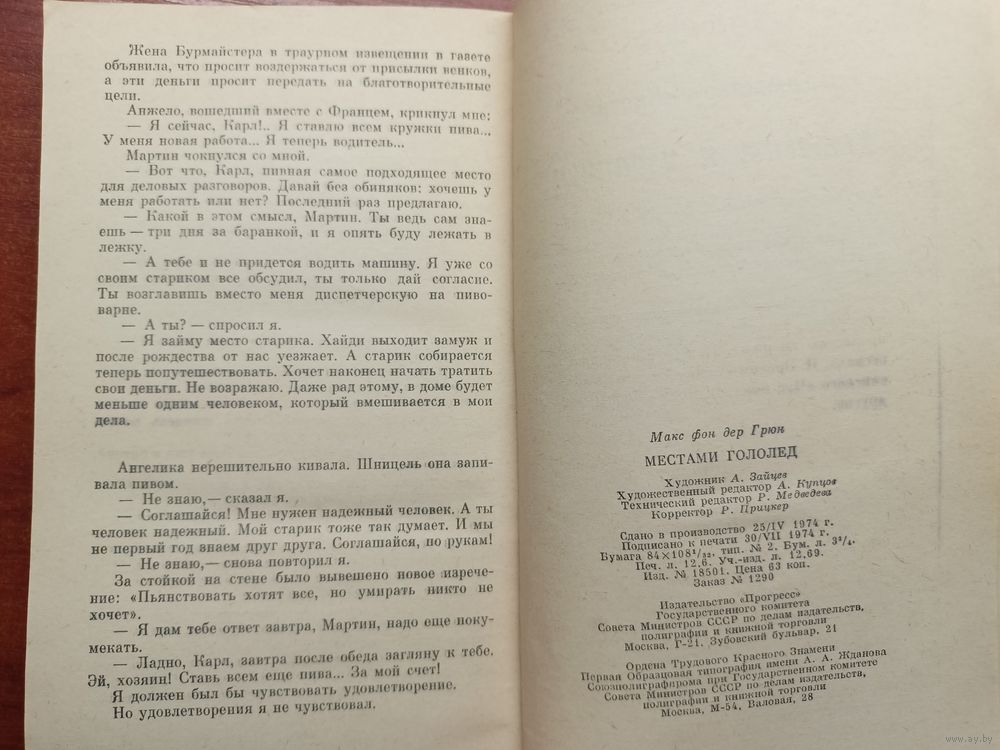 Жена Бурмайстера в траурном извещении в газете
объявила, что просит воздержаться от присылки венков,
а эти деньги просит передать на благотворительные
цели.
Анжело, вошедший вместе с Францем, крикнул мне:
— Я сейчас, Карл!.. Я ставлю всем кружки пива...
У меня новая работа... Я теперь водитель...
Мартин чокнулся со мной.
— Вот что, Карл, пивная самое подходящее место
для деловых разговоров. Давай без обиняков: хочешь у
меня работать или нет? Последний раз предлагаю.
— Какой в этом смысл, Мартин. Ты ведь сам зна-
ешь — три дня за баранкой, и я опять буду лежать в
лежку.
— А тебе и не придется водить машину. Я уже со
своим стариком все обсудил, ты только дай согласие.
Ты возглавишь вместо меня диспетчерскую на пиво-
варне.
— А ты? — спросил я.
— Я займу место старика. Хайди выходит замуж и
после рождества от нас уезжает. А старик собирается
теперь попутешествовать. Хочет наконец начать тратить
свои деньги. Не возражаю. Даже рад этому, в доме будет
меньше одним человеком, который вмешивается в мои
дела.
Ангелика нерешительно кивала. Шницель она запи-
вала пивом.
— Не знаю,— сказал я.
— Соглашайся! Мне нужен надежный человек. А ты
человек надежный. Мой старик тоже так думает. И мы
не первый год знаем друг друга. Соглашайся, по рукам!
— Не знаю,— снова повторил я.
За стойкой на стене было вывешено новое изрече-
ние: «Пьянствовать хотят все, но умирать никто не
хочет».
— Я дам тебе ответ завтра, Мартин, надо еще поку-
мекать.
— Ладно, Карл, завтра после обеда загляну к тебе.
Эй, хозяин! Ставь всем еще пива... За мой счет!
Я должен был бы чувствовать удовлетворение.
Но удовлетворения я не чувствовал.
Макс фон дер Грюн
МЕСТАМИ ГОЛОЛЕД
Художник А. Зайцев
Художественный редактор А. Купцов
Технический редактор Р. Медведева
Корректор Р. Прицкер
Сдано в производство 25/IV 1974 г.
Подписано к печати 30/VII 1974 г.
Бумага 84×108¹/₃₂. тип. № 2. Бум. л. 3³/₄.
Печ. л. 12,6. Уч.-изд. л. 12,69.
Изд. № 18501. Цена 63 коп.
Заказ № 1290
Издательство «Прогресс»
Государственного комитета
Совета Министров СССР по делам издательств,
полиграфии и книжной торговли
Москва, Г-21, Зубовский бульвар, 21
Ордена Трудового Красного Знамени
Первая Образцовая типография имени А. А. Жданова
Союзполиграфпрома при Государственном комитете
Совета Министров СССР по делам издательств,
полиграфии и книжной торговли
Москва, М-54, Валовая, 28
www.ay.by